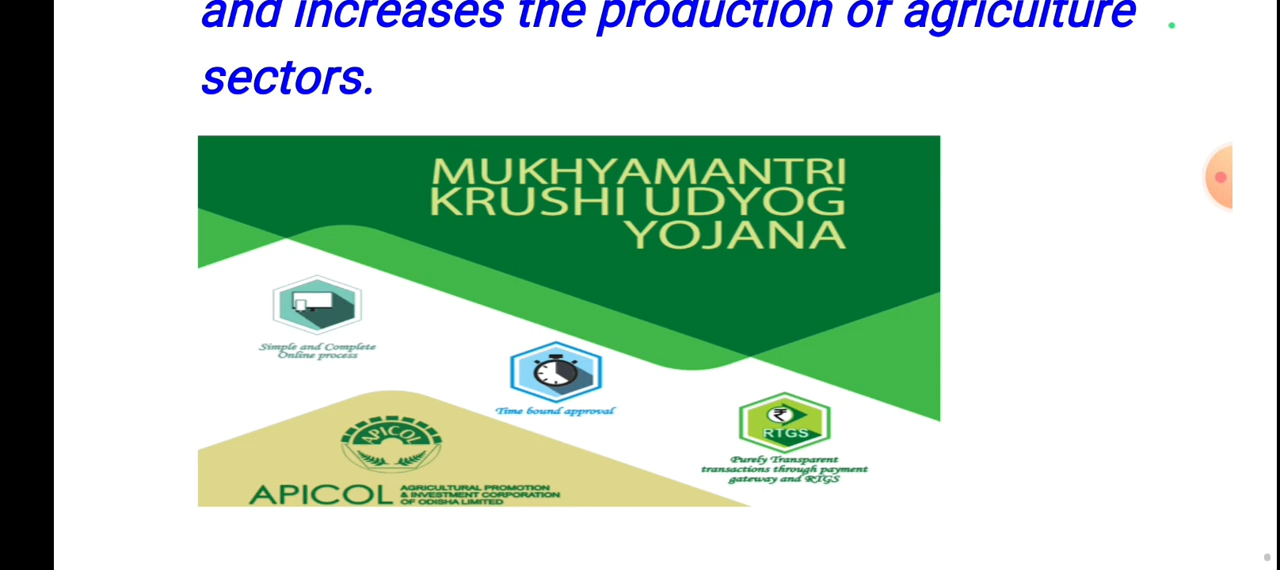 and increases the production of agriculture
sectors.
MUKHYAMANTRI
KRUSHI UDYOG
YOJANA
Simple and Complete
Online process
Time bound approval
₹
RTGS
Purely Transparent
transactions through payment
gateway and RTGS
APICOL
APICOL
AGRICULTURAL PROMOTION
& INVESTMENT CORPORATION
OF ODISHA LIMITED